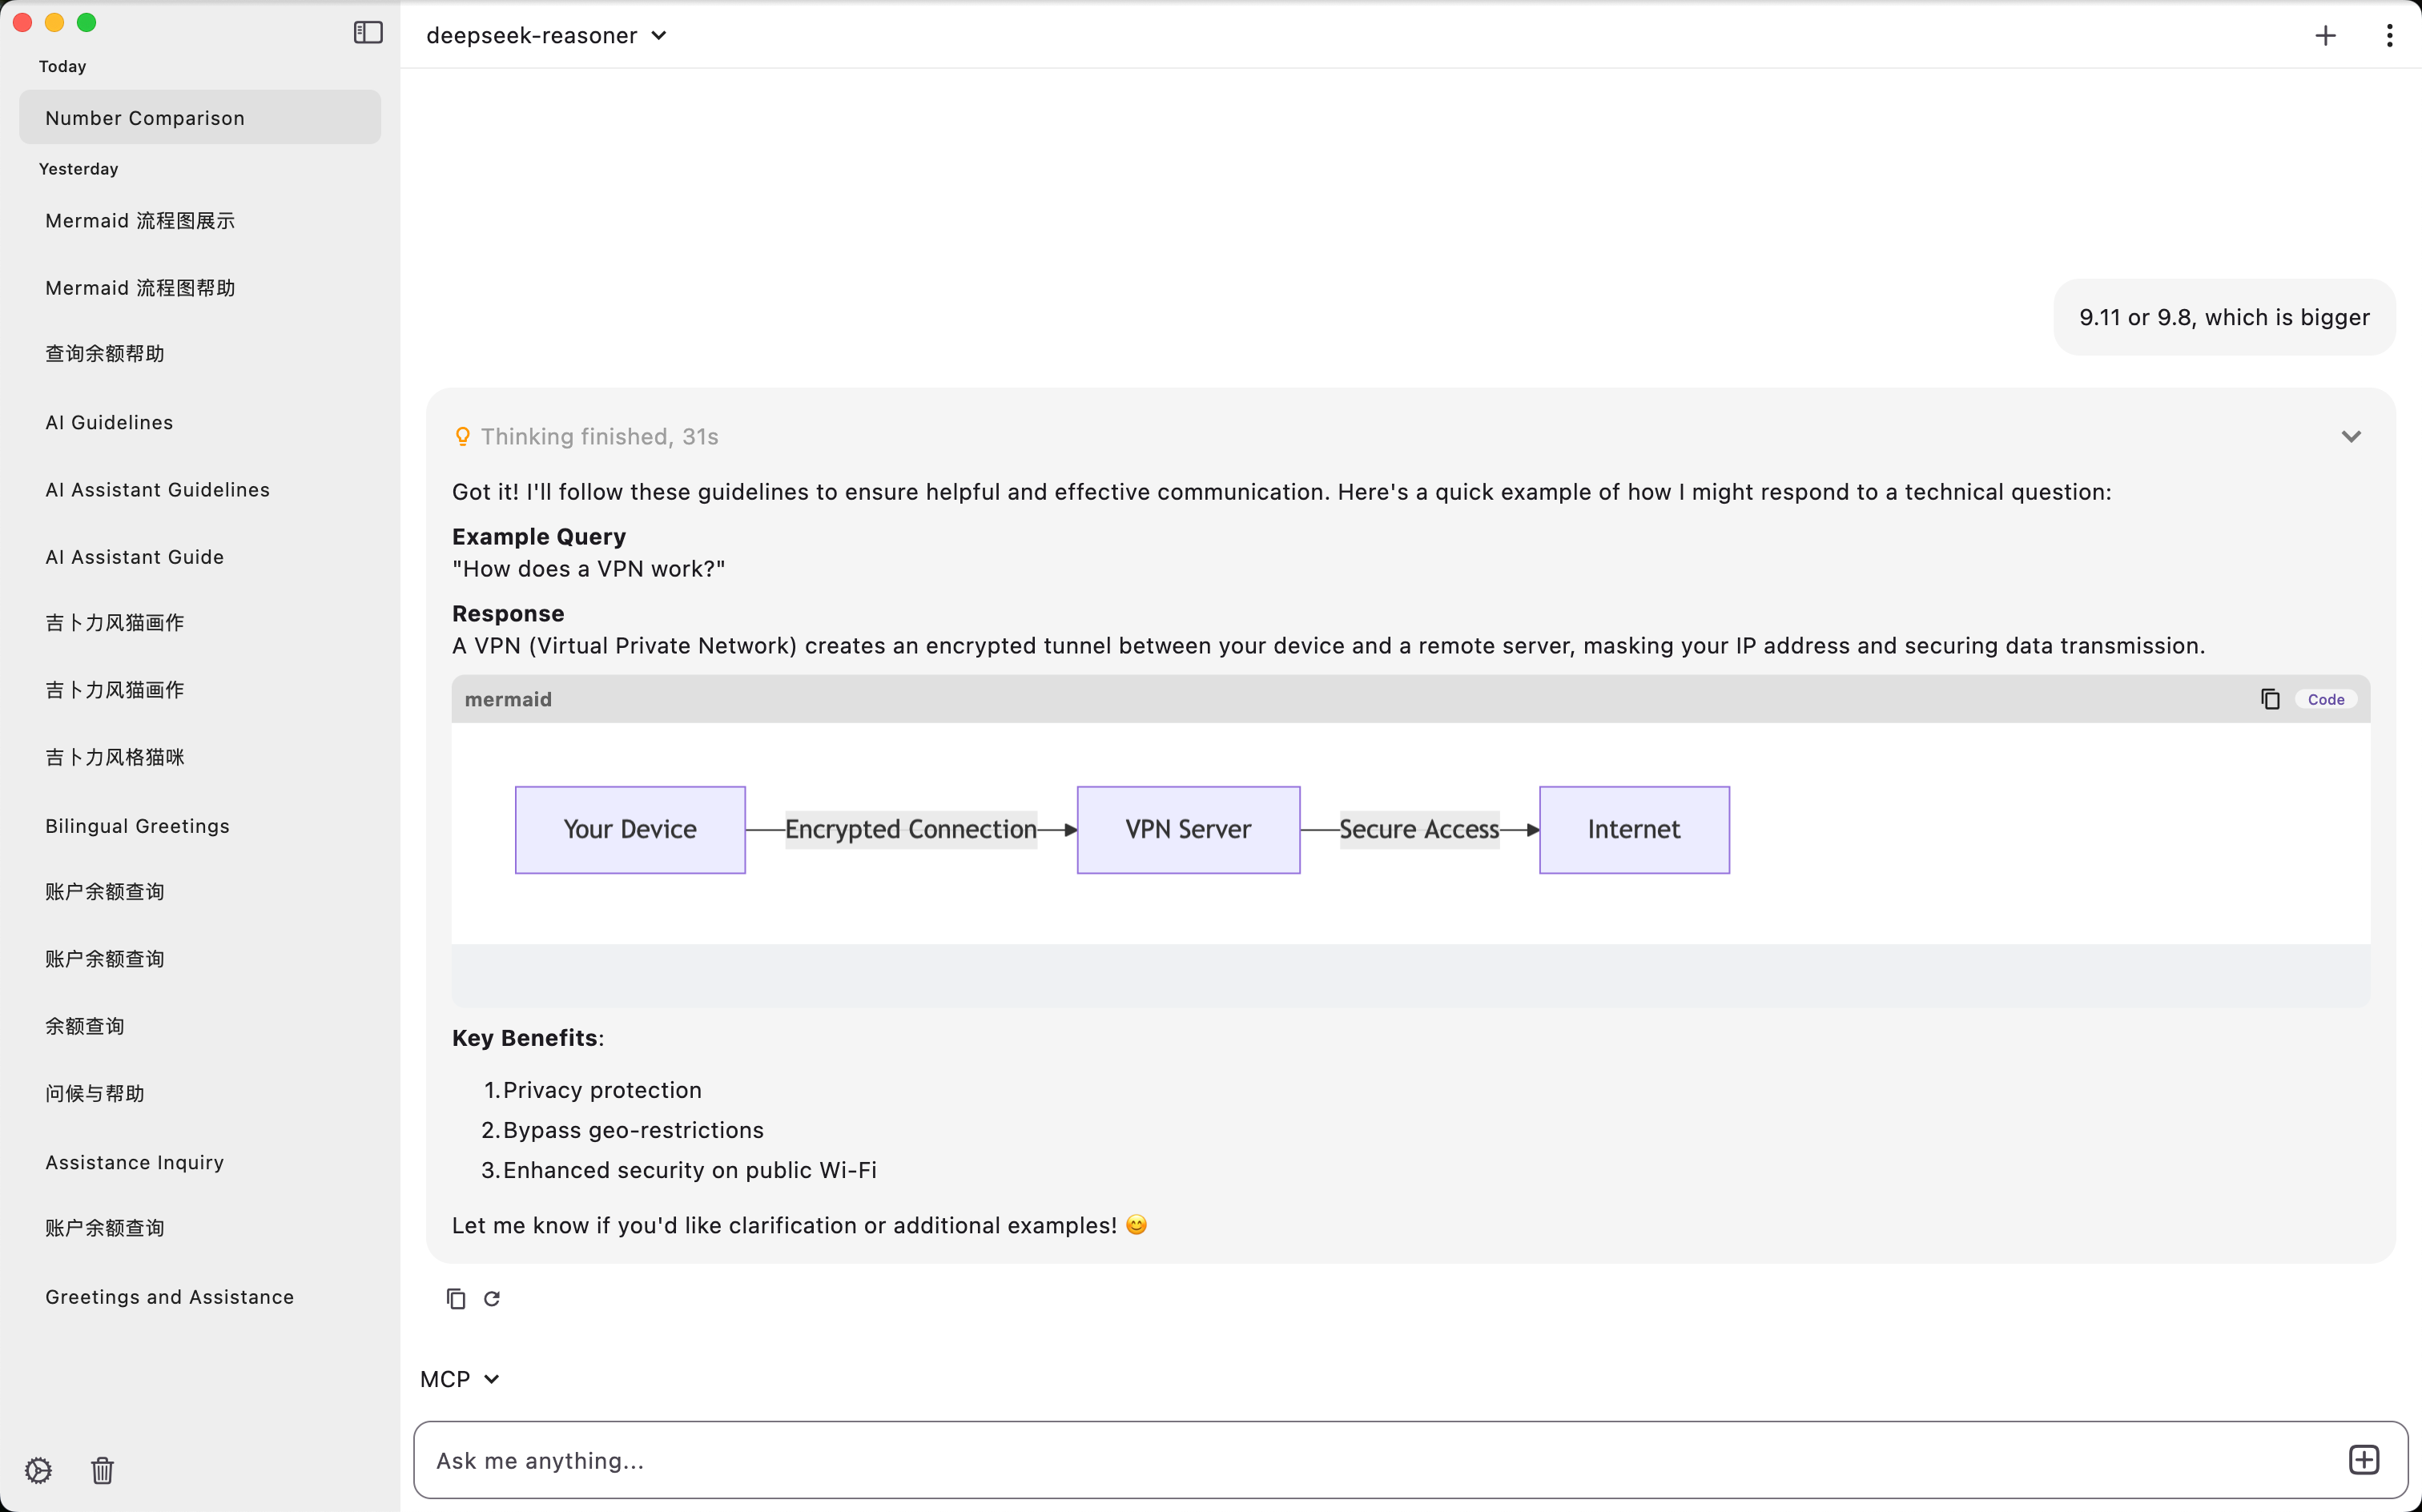 Today
Number Comparison
Yesterday
Mermaid 流程图展示
Mermaid 流程图帮助
查询余额帮助
AI Guidelines
AI Assistant Guidelines
AI Assistant Guide
吉卜力风猫画作
吉卜力风猫画作
吉卜力风格猫咪
Bilingual Greetings
账户余额查询
账户余额查询
余额查询
问候与帮助
Assistance Inquiry
账户余额查询
Greetings and Assistance
deepseek-reasoner
9.11 or 9.8, which is bigger
Thinking finished, 31s
Got it! I'll follow these guidelines to ensure helpful and effective communication. Here's a quick example of how I might respond to a technical question:
Example Query
"How does a VPN work?"
Response
A VPN (Virtual Private Network) creates an encrypted tunnel between your device and a remote server, masking your IP address and securing data transmission.
mermaid
Code
Your Device
Encrypted Connection
VPN Server
Secure Access
Internet
Key Benefits:
1. Privacy protection
2. Bypass geo-restrictions
3. Enhanced security on public Wi-Fi
Let me know if you'd like clarification or additional examples! 😊
MCP
Ask me anything...